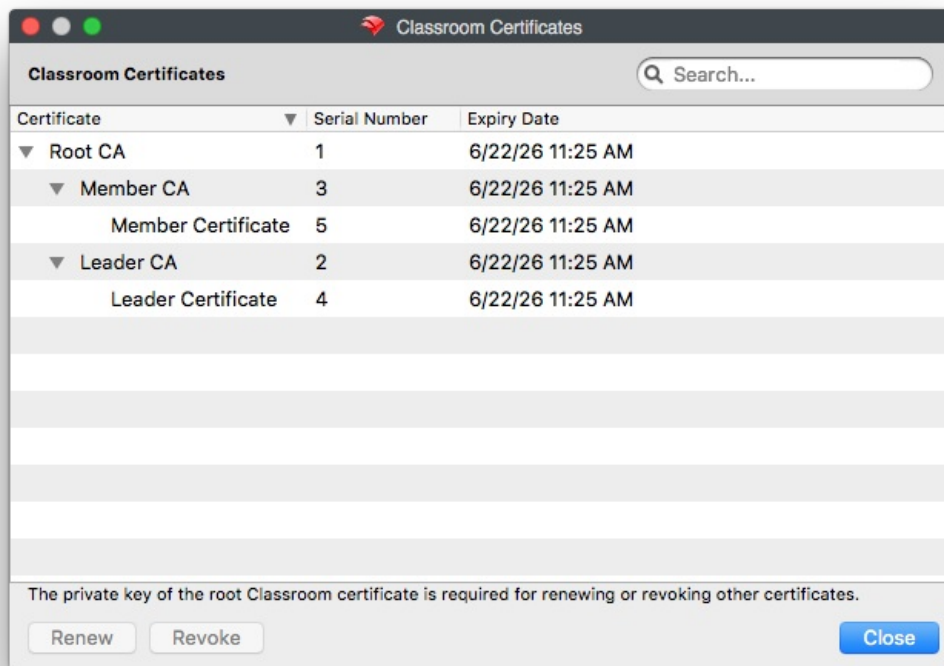 Classroom Certificates
Classroom Certificates Search...
Certificate Serial Number Expiry Date
Root CA 1 6/22/26 11:25 AM
Member CA 3 6/22/26 11:25 AM
Member Certificate 5 6/22/26 11:25 AM
Leader CA 2 6/22/26 11:25 AM
Leader Certificate 4 6/22/26 11:25 AM
The private key of the root Classroom certificate is required for renewing or revoking other certificates.
Renew Revoke Close